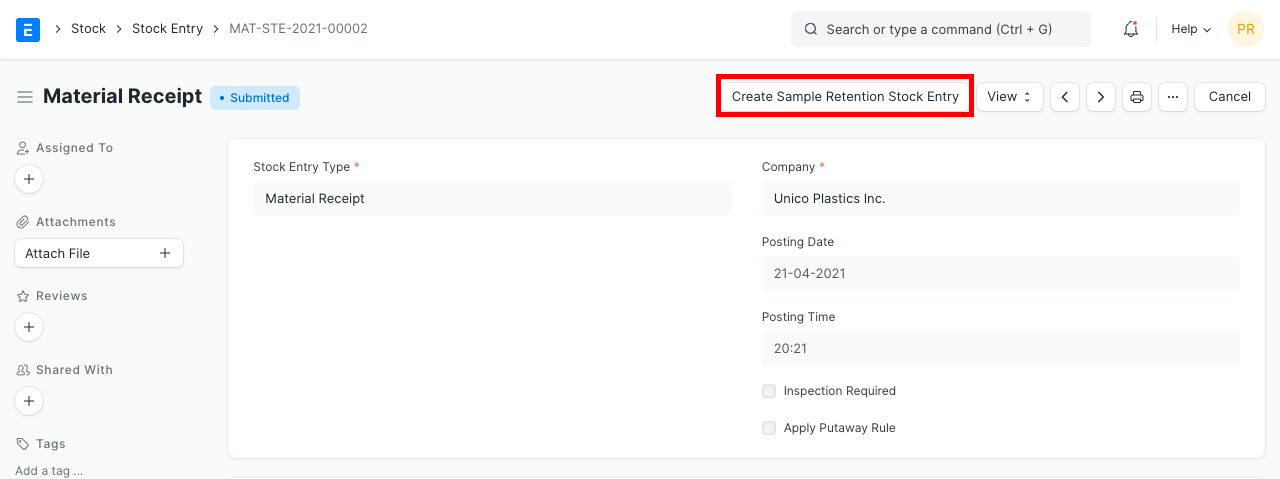 E Stock Stock Entry MAT-STE-2021-00002 Search or type a command (Ctrl + G) Help PR
Material Receipt Submitted Create Sample Retention Stock Entry View ... Cancel
Assigned To
Attachments
Attach File
Reviews
Shared With
Tags
Add a tag ...
Stock Entry Type *
Material Receipt
Company *
Unico Plastics Inc.
Posting Date
21-04-2021
Posting Time
20:21
Inspection Required
Apply Putaway Rule